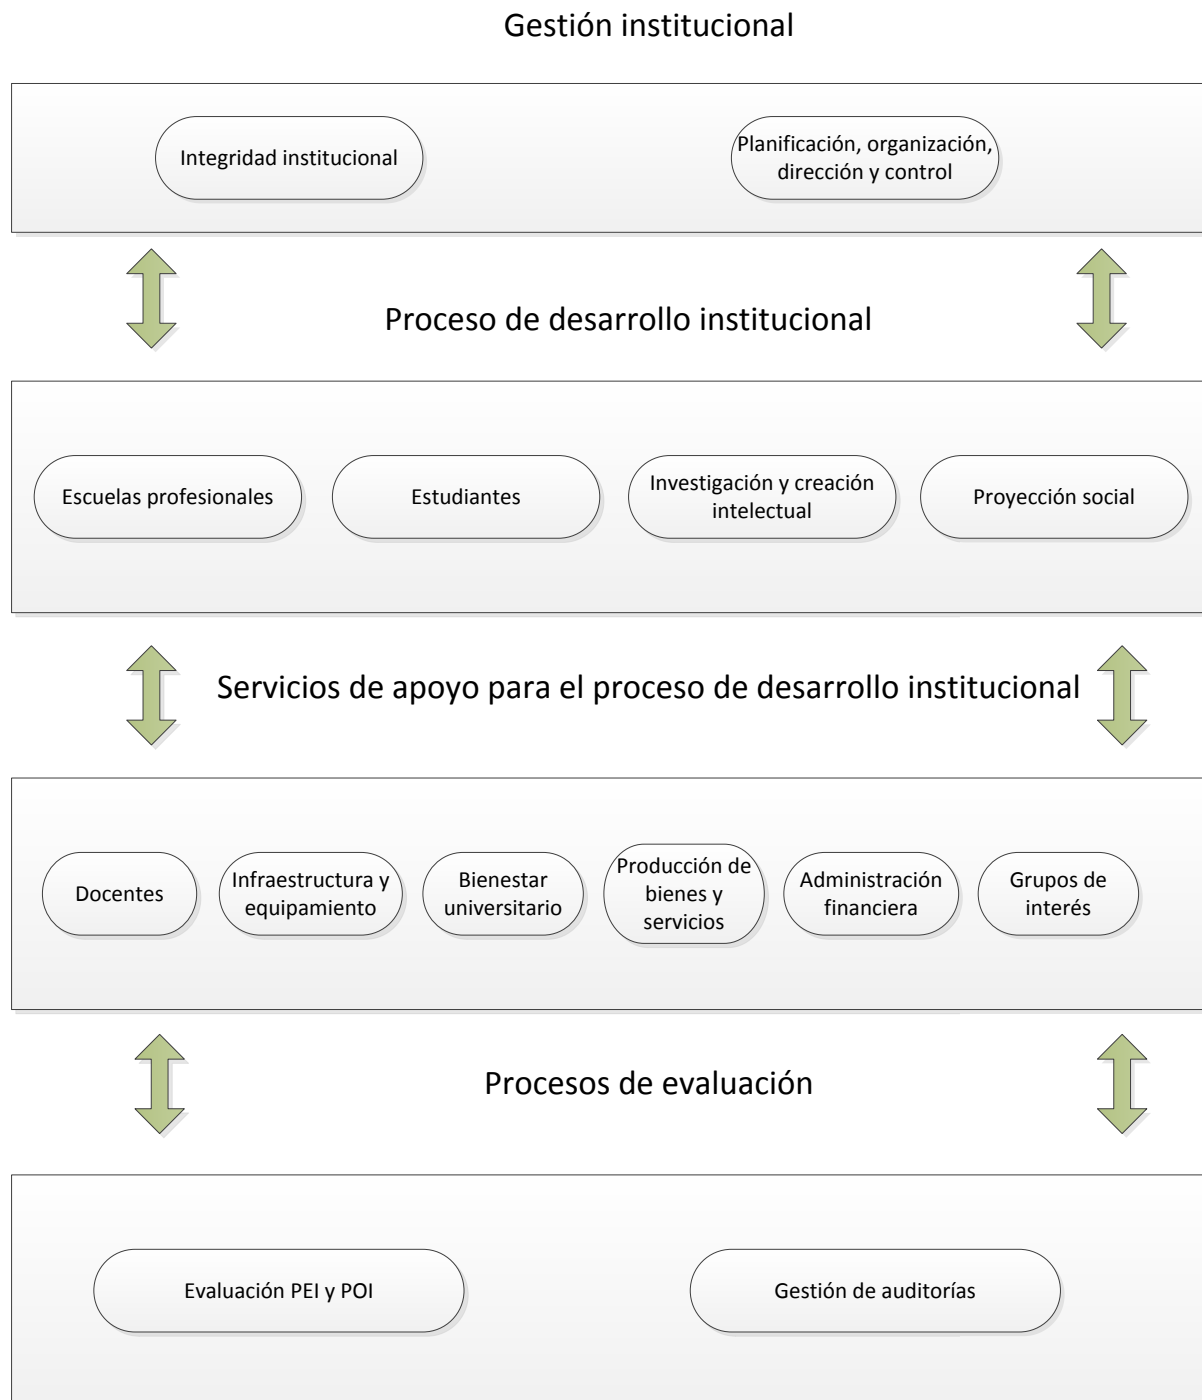 Gestión institucional
Integridad institucional
Planificación, organización,
dirección y control
Proceso de desarrollo institucional
Escuelas profesionales
Estudiantes
Investigación y creación
intelectual
Proyección social
Servicios de apoyo para el proceso de desarrollo institucional
Docentes
Infraestructura y
equipamiento
Bienestar
universitario
Producción de
bienes y
servicios
Administración
financiera
Grupos de
interés
Procesos de evaluación
Evaluación PEI y POI
Gestión de auditorías